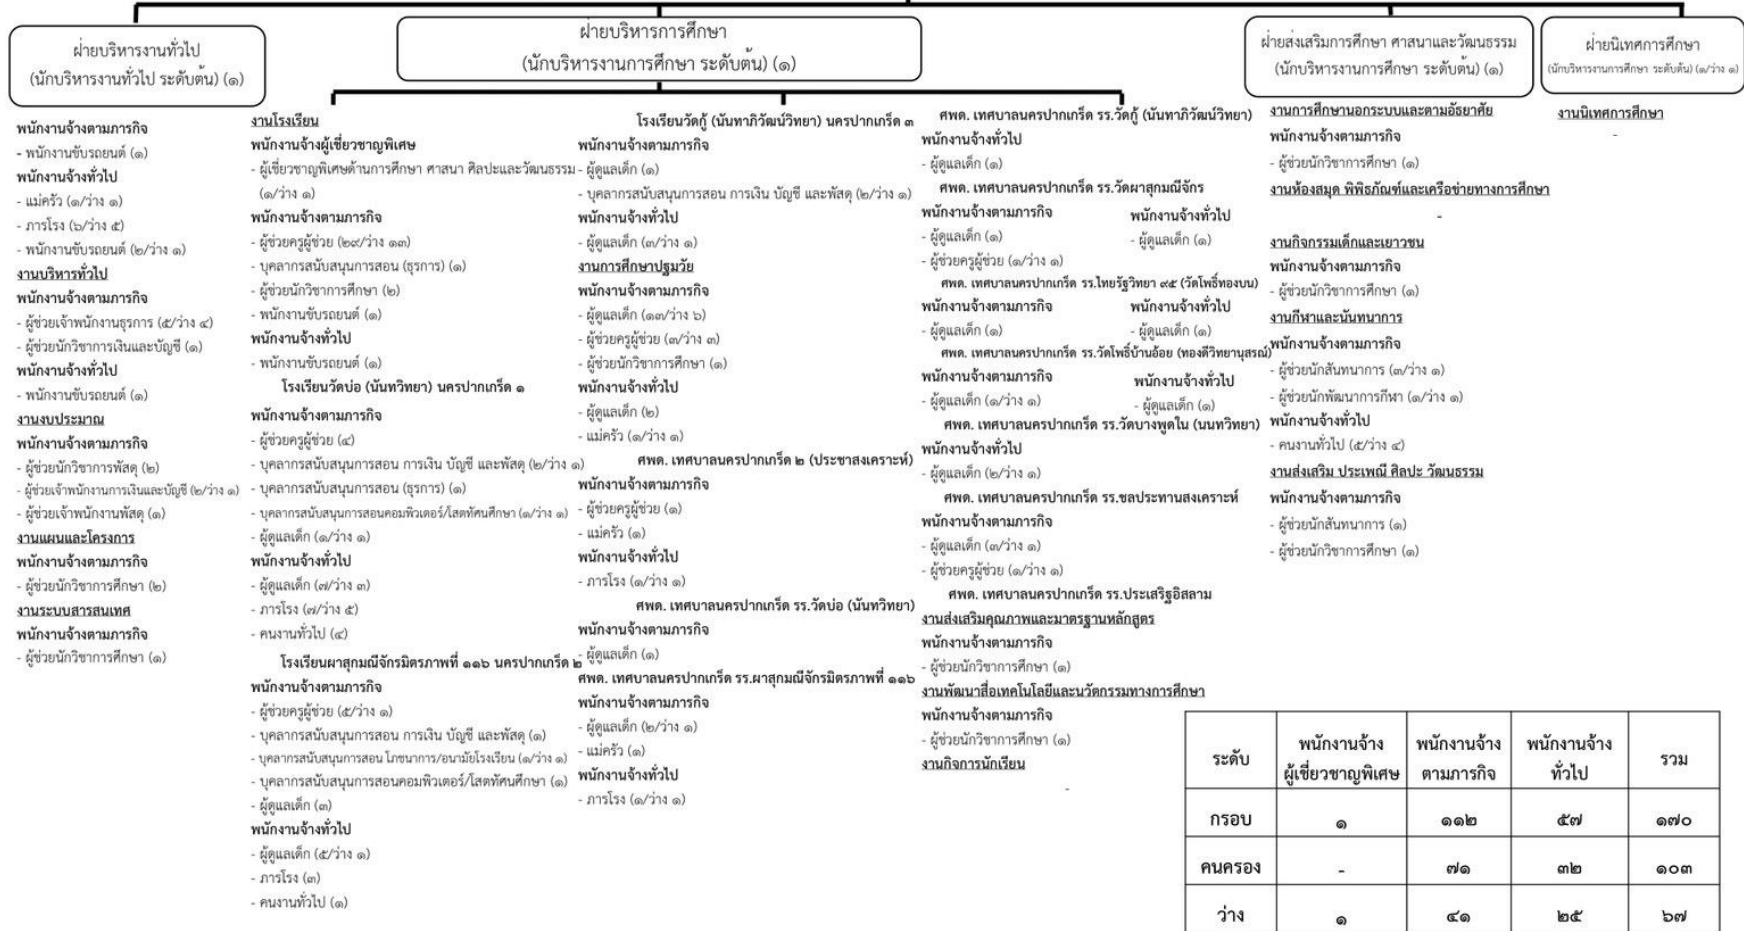 ฝ่ายบริหารงานทั่วไป
(นักบริหารงานทั่วไป ระดับต้น) (๑)
พนักงานจ้างตามภารกิจ
- พนักงานขับรถยนต์ (๑)
พนักงานจ้างทั่วไป
- แม่ครัว (๑/ว่าง ๑)
- ภารโรง (๖/ว่าง ๕)
- พนักงานขับรถยนต์ (๒/ว่าง ๑)
งานบริหารทั่วไป
พนักงานจ้างตามภารกิจ
- ผู้ช่วยเจ้าพนักงานธุรการ (๕/ว่าง ๔)
- ผู้ช่วยนักวิชาการเงินและบัญชี (๑)
พนักงานจ้างทั่วไป
- พนักงานขับรถยนต์ (๑)
งานงบประมาณ
พนักงานจ้างตามภารกิจ
- ผู้ช่วยนักวิชาการพัสดุ (๒)
- ผู้ช่วยเจ้าพนักงานการเงินและบัญชี (๒/ว่าง ๑)
- ผู้ช่วยเจ้าพนักงานพัสดุ (๑)
งานแผนและโครงการ
พนักงานจ้างตามภารกิจ
- ผู้ช่วยนักวิชาการศึกษา (๒)
งานระบบสารสนเทศ
พนักงานจ้างตามภารกิจ
- ผู้ช่วยนักวิชาการศึกษา (๑)
ฝ่ายบริหารการศึกษา
(นักบริหารงานการศึกษา ระดับต้น) (๑)
งานโรงเรียน
พนักงานจ้างผู้เชี่ยวชาญพิเศษ
- ผู้เชี่ยวชาญพิเศษด้านการศึกษา ศาสนา ศิลปะและวัฒนธรรม
(๑/ว่าง ๑)
พนักงานจ้างตามภารกิจ
- ผู้ช่วยครูผู้ช่วย (๒๙/ว่าง ๑๓)
- บุคลากรสนับสนุนการสอน (ธุรการ) (๑)
- ผู้ช่วยนักวิชาการศึกษา (๒)
- พนักงานขับรถยนต์ (๑)
พนักงานจ้างทั่วไป
- พนักงานขับรถยนต์ (๑)
โรงเรียนวัดบ่อ (นันทวิทยา) นครปากเกร็ด ๑
พนักงานจ้างตามภารกิจ
- ผู้ช่วยครูผู้ช่วย (๔)
- บุคลากรสนับสนุนการสอน การเงิน บัญชี และพัสดุ (๒/ว่าง ๑)
- บุคลากรสนับสนุนการสอน (ธุรการ) (๑)
- บุคลากรสนับสนุนการสอนคอมพิวเตอร์/โสตทัศนศึกษา (๑/ว่าง ๑)
- ผู้ดูแลเด็ก (๑/ว่าง ๑)
พนักงานจ้างทั่วไป
- ผู้ดูแลเด็ก (๗/ว่าง ๓)
- ภารโรง (๗/ว่าง ๕)
- คนงานทั่วไป (๔)
โรงเรียนผาสุกมณีจักรมิตรภาพที่ ๑๑๖ นครปากเกร็ด ๒
พนักงานจ้างตามภารกิจ
- ผู้ช่วยครูผู้ช่วย (๕/ว่าง ๑)
- บุคลากรสนับสนุนการสอน การเงิน บัญชี และพัสดุ (๑)
- บุคลากรสนับสนุนการสอน โภชนาการ/อนามัยโรงเรียน (๑/ว่าง ๑)
- บุคลากรสนับสนุนการสอนคอมพิวเตอร์/โสตทัศนศึกษา (๑)
- ผู้ดูแลเด็ก (๓)
พนักงานจ้างทั่วไป
- ผู้ดูแลเด็ก (๕/ว่าง ๑)
- ภารโรง (๓)
- คนงานทั่วไป (๑)
โรงเรียนวัดกู้ (นันทาภิวัฒน์วิทยา) นครปากเกร็ด ๓
พนักงานจ้างตามภารกิจ
- ผู้ดูแลเด็ก (๑)
- บุคลากรสนับสนุนการสอน การเงิน บัญชี และพัสดุ (๒/ว่าง ๑)
พนักงานจ้างทั่วไป
- ผู้ดูแลเด็ก (๓/ว่าง ๑)
งานการศึกษาปฐมวัย
พนักงานจ้างตามภารกิจ
- ผู้ดูแลเด็ก (๑๓/ว่าง ๖)
- ผู้ช่วยครูผู้ช่วย (๓/ว่าง ๓)
- ผู้ช่วยนักวิชาการศึกษา (๑)
พนักงานจ้างทั่วไป
- ผู้ดูแลเด็ก (๒)
- แม่ครัว (๑/ว่าง ๑)
ศพด. เทศบาลนครปากเกร็ด ๒ (ประชาสงเคราะห์)
พนักงานจ้างตามภารกิจ
- ผู้ช่วยครูผู้ช่วย (๑)
- แม่ครัว (๑)
พนักงานจ้างทั่วไป
- ภารโรง (๑/ว่าง ๑)
ศพด. เทศบาลนครปากเกร็ด รร.วัดบ่อ (นันทวิทยา)
พนักงานจ้างตามภารกิจ
- ผู้ดูแลเด็ก (๑)
ศพด. เทศบาลนครปากเกร็ด รร.ผาสุกมณีจักรมิตรภาพที่ ๑๑๖
พนักงานจ้างตามภารกิจ
- ผู้ดูแลเด็ก (๒/ว่าง ๑)
- แม่ครัว (๑)
พนักงานจ้างทั่วไป
- ภารโรง (๑/ว่าง ๑)
ศพด. เทศบาลนครปากเกร็ด รร.วัดกู้ (นันทาภิวัฒน์วิทยา)
พนักงานจ้างทั่วไป
- ผู้ดูแลเด็ก (๑)
ศพด. เทศบาลนครปากเกร็ด รร.วัดผาสุกมณีจักร
พนักงานจ้างตามภารกิจ พนักงานจ้างทั่วไป
- ผู้ดูแลเด็ก (๑) - ผู้ดูแลเด็ก (๑)
- ผู้ช่วยครูผู้ช่วย (๑/ว่าง ๑)
ศพด. เทศบาลนครปากเกร็ด รร.ไทยรัฐวิทยา ๙๕ (วัดโพธิ์ทองบน)
พนักงานจ้างตามภารกิจ พนักงานจ้างทั่วไป
- ผู้ดูแลเด็ก (๑) - ผู้ดูแลเด็ก (๑)
ศพด. เทศบาลนครปากเกร็ด รร.วัดโพธิ์บ้านอ้อย (ทองดีวิทยานุสรณ์)
พนักงานจ้างตามภารกิจ พนักงานจ้างทั่วไป
- ผู้ดูแลเด็ก (๑/ว่าง ๑) - ผู้ดูแลเด็ก (๑)
ศพด. เทศบาลนครปากเกร็ด รร.วัดบางพูดใน (นนทวิทยา)
พนักงานจ้างทั่วไป
- ผู้ดูแลเด็ก (๒/ว่าง ๑)
ศพด. เทศบาลนครปากเกร็ด รร.ชลประทานสงเคราะห์
พนักงานจ้างตามภารกิจ
- ผู้ดูแลเด็ก (๓/ว่าง ๑)
- ผู้ช่วยครูผู้ช่วย (๑/ว่าง ๑)
ศพด. เทศบาลนครปากเกร็ด รร.ประเสริฐอิสลาม
งานส่งเสริมคุณภาพและมาตรฐานหลักสูตร
พนักงานจ้างตามภารกิจ
- ผู้ช่วยนักวิชาการศึกษา (๑)
งานพัฒนาสื่อเทคโนโลยีและนวัตกรรมทางการศึกษา
พนักงานจ้างตามภารกิจ
- ผู้ช่วยนักวิชาการศึกษา (๑)
งานกิจการนักเรียน
-
ฝ่ายส่งเสริมการศึกษา ศาสนาและวัฒนธรรม
(นักบริหารงานการศึกษา ระดับต้น) (๑)
งานการศึกษานอกระบบและตามอัธยาศัย
พนักงานจ้างตามภารกิจ
- ผู้ช่วยนักวิชาการศึกษา (๑)
งานห้องสมุด พิพิธภัณฑ์และเครือข่ายทางการศึกษา
-
งานกิจกรรมเด็กและเยาวชน
พนักงานจ้างตามภารกิจ
- ผู้ช่วยนักวิชาการศึกษา (๑)
งานกีฬาและนันทนาการ
พนักงานจ้างตามภารกิจ
- ผู้ช่วยนักสันทนาการ (๓/ว่าง ๑)
- ผู้ช่วยนักพัฒนาการกีฬา (๑/ว่าง ๑)
พนักงานจ้างทั่วไป
- คนงานทั่วไป (๕/ว่าง ๔)
งานส่งเสริม ประเพณี ศิลปะ วัฒนธรรม
พนักงานจ้างตามภารกิจ
- ผู้ช่วยนักสันทนาการ (๑)
- ผู้ช่วยนักวิชาการศึกษา (๑)
ฝ่ายนิเทศการศึกษา
(นักบริหารงานการศึกษา ระดับต้น) (๑/ว่าง ๑)
งานนิเทศการศึกษา
-
ระดับ พนักงานจ้างผู้เชี่ยวชาญพิเศษ พนักงานจ้างตามภารกิจ พนักงานจ้างทั่วไป รวม
กรอบ ๑ ๑๑๒ ๕๗ ๑๗๐
คนครอง - ๗๑ ๓๒ ๑๐๓
ว่าง ๑ ๔๑ ๒๕ ๖๗